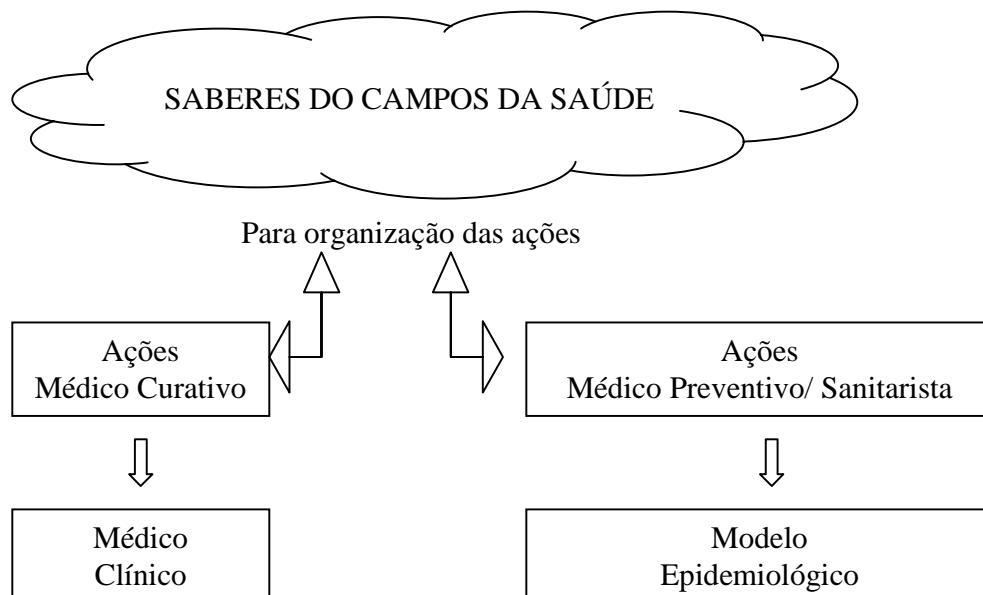 SABERES DO CAMPOS DA SAÚDE
Para organização das ações
Ações
Médico Curativo
Ações
Médico Preventivo/ Sanitarista
Médico
Clínico
Modelo
Epidemiológico